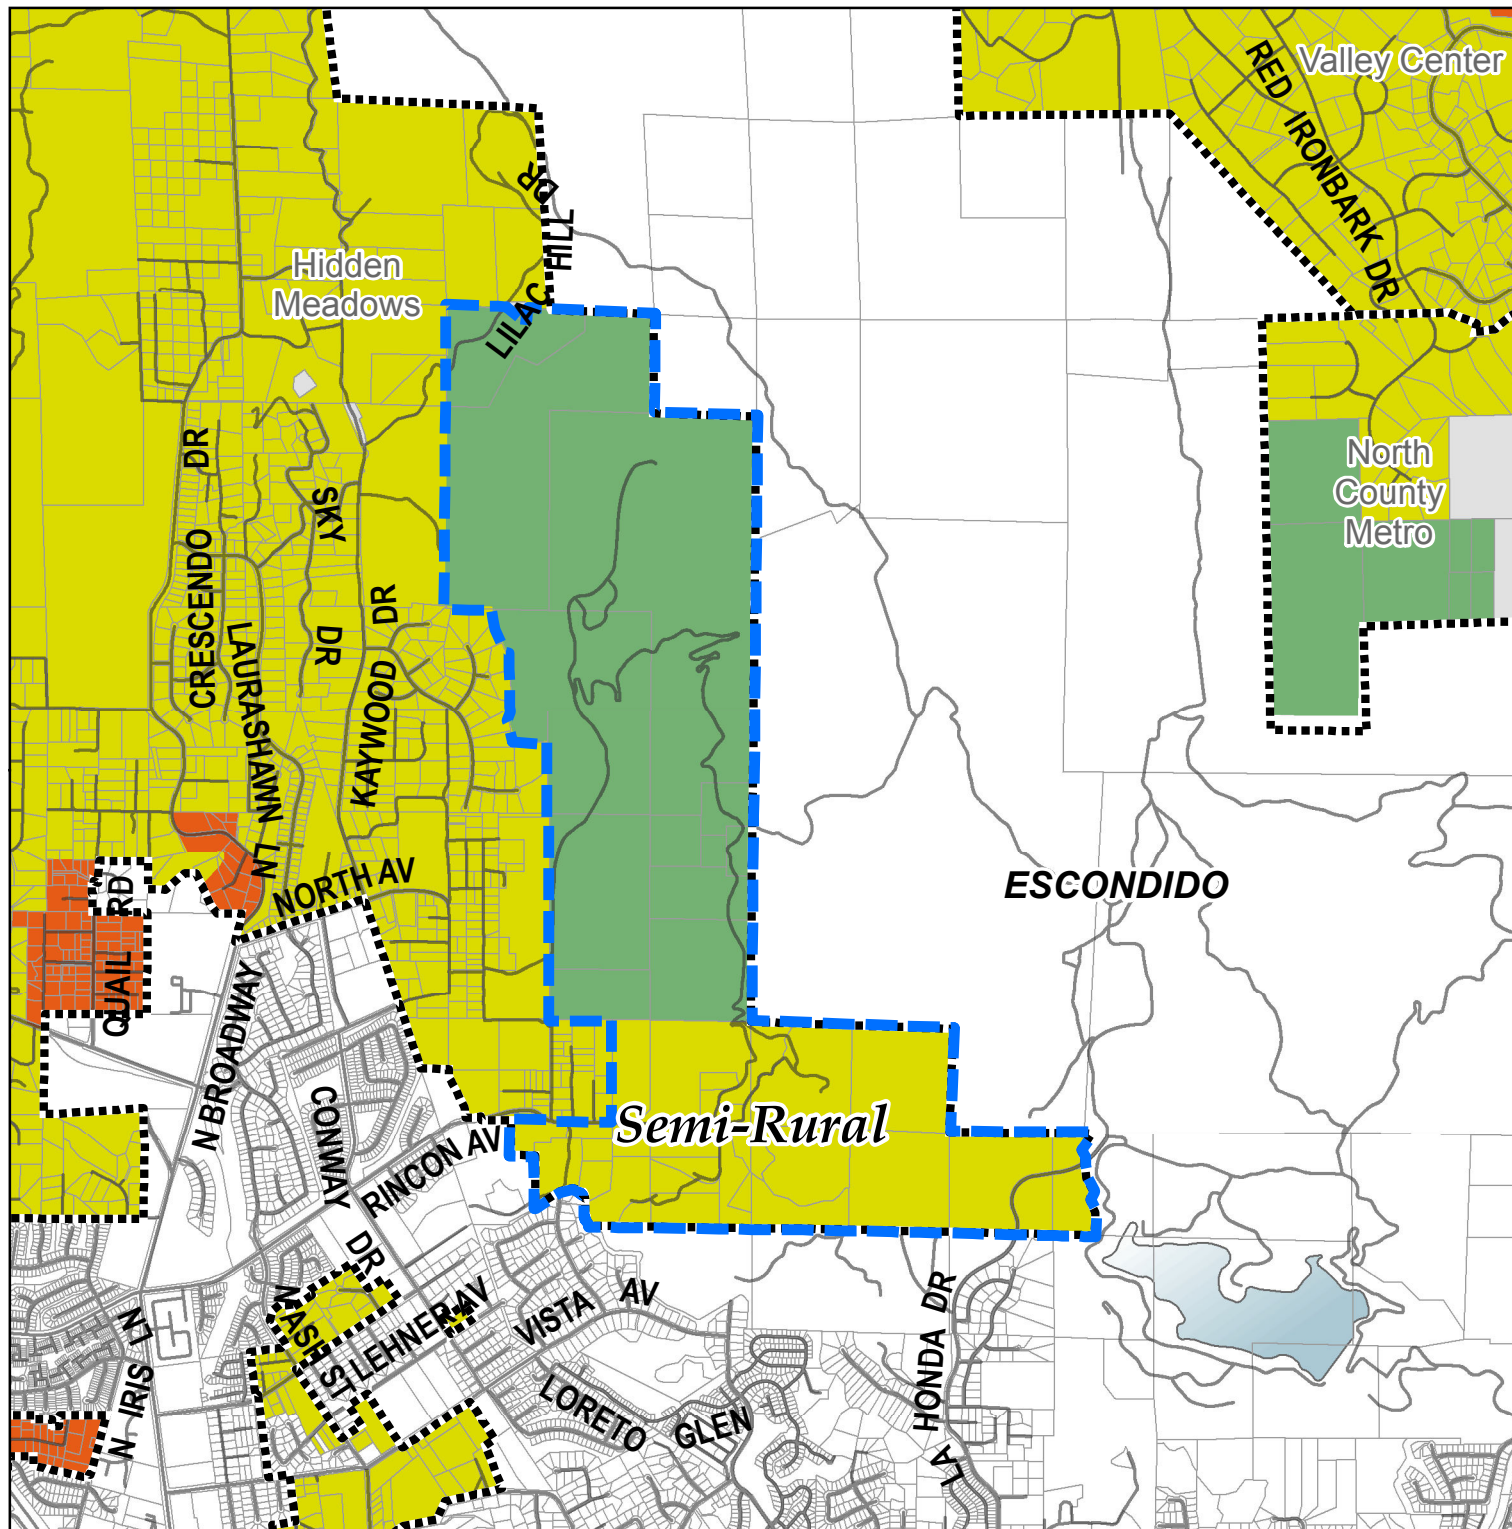 Valley Center
RED IRONBARK DR
LILAC HILL DR
Hidden
Meadows
North
County
Metro
CRESCENDO DR
SKY DR
LAURASHAWN LN
KAYWOOD DR
NORTH AV
QUAIL RD
ESCONDIDO
N BROADWAY
CONWAY DR
RINCON AV
Semi-Rural
N ASH ST
LEHNER AV
VISTA AV
N IRIS LN
LORETO GLEN
LA HONDA DR